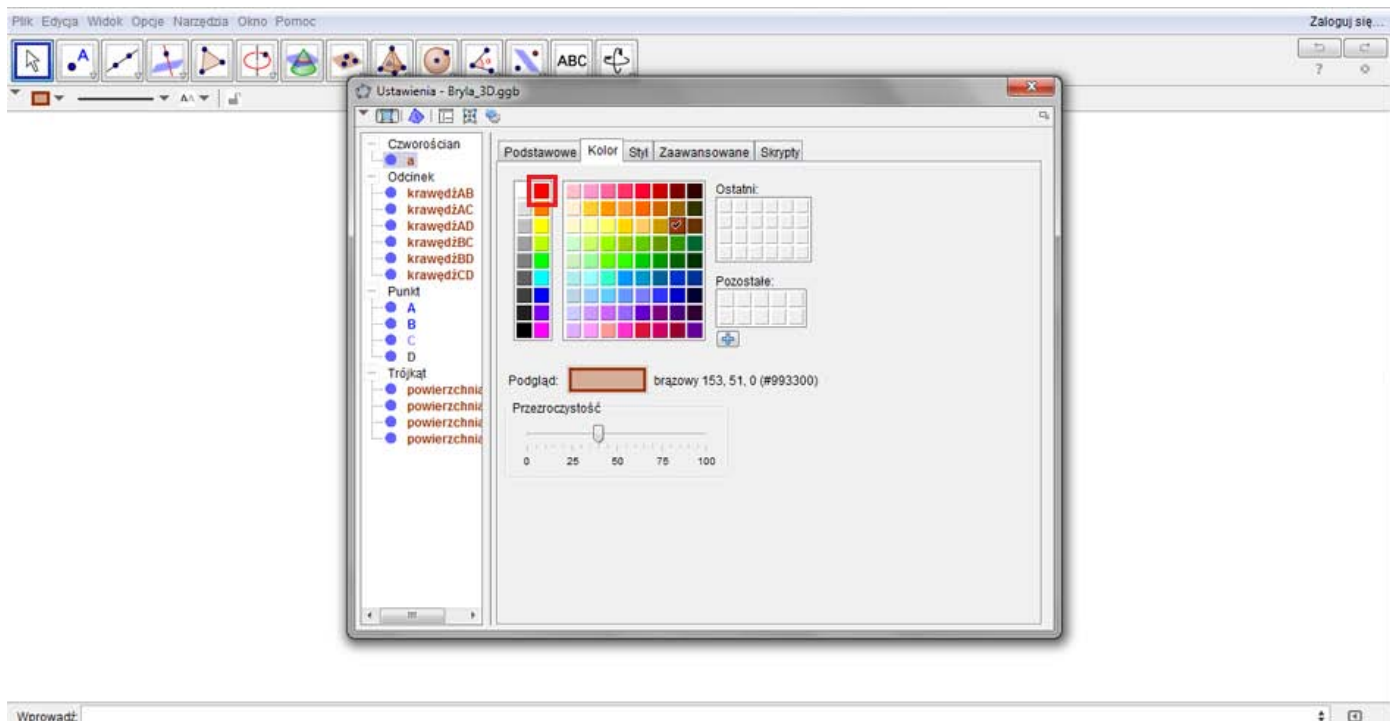 Plik Edycja Widok Opcje Narzędzia Okno Pomoc
Zaloguj się...
A
ABC
?
AA
Ustawienia - Bryla_3D.ggb
Czworościan
a
Odcinek
krawędźAB
krawędźAC
krawędźAD
krawędźBC
krawędźBD
krawędźCD
Punkt
A
B
C
D
Trójkąt
powierzchnia
powierzchnia
powierzchnia
powierzchnia
Podstawowe Kolor Styl Zaawansowane Skrypty
Ostatni:
Pozostałe:
Podgląd: brązowy 153, 51, 0 (#993300)
Przezroczystość
0 25 50 75 100
Wprowadź: